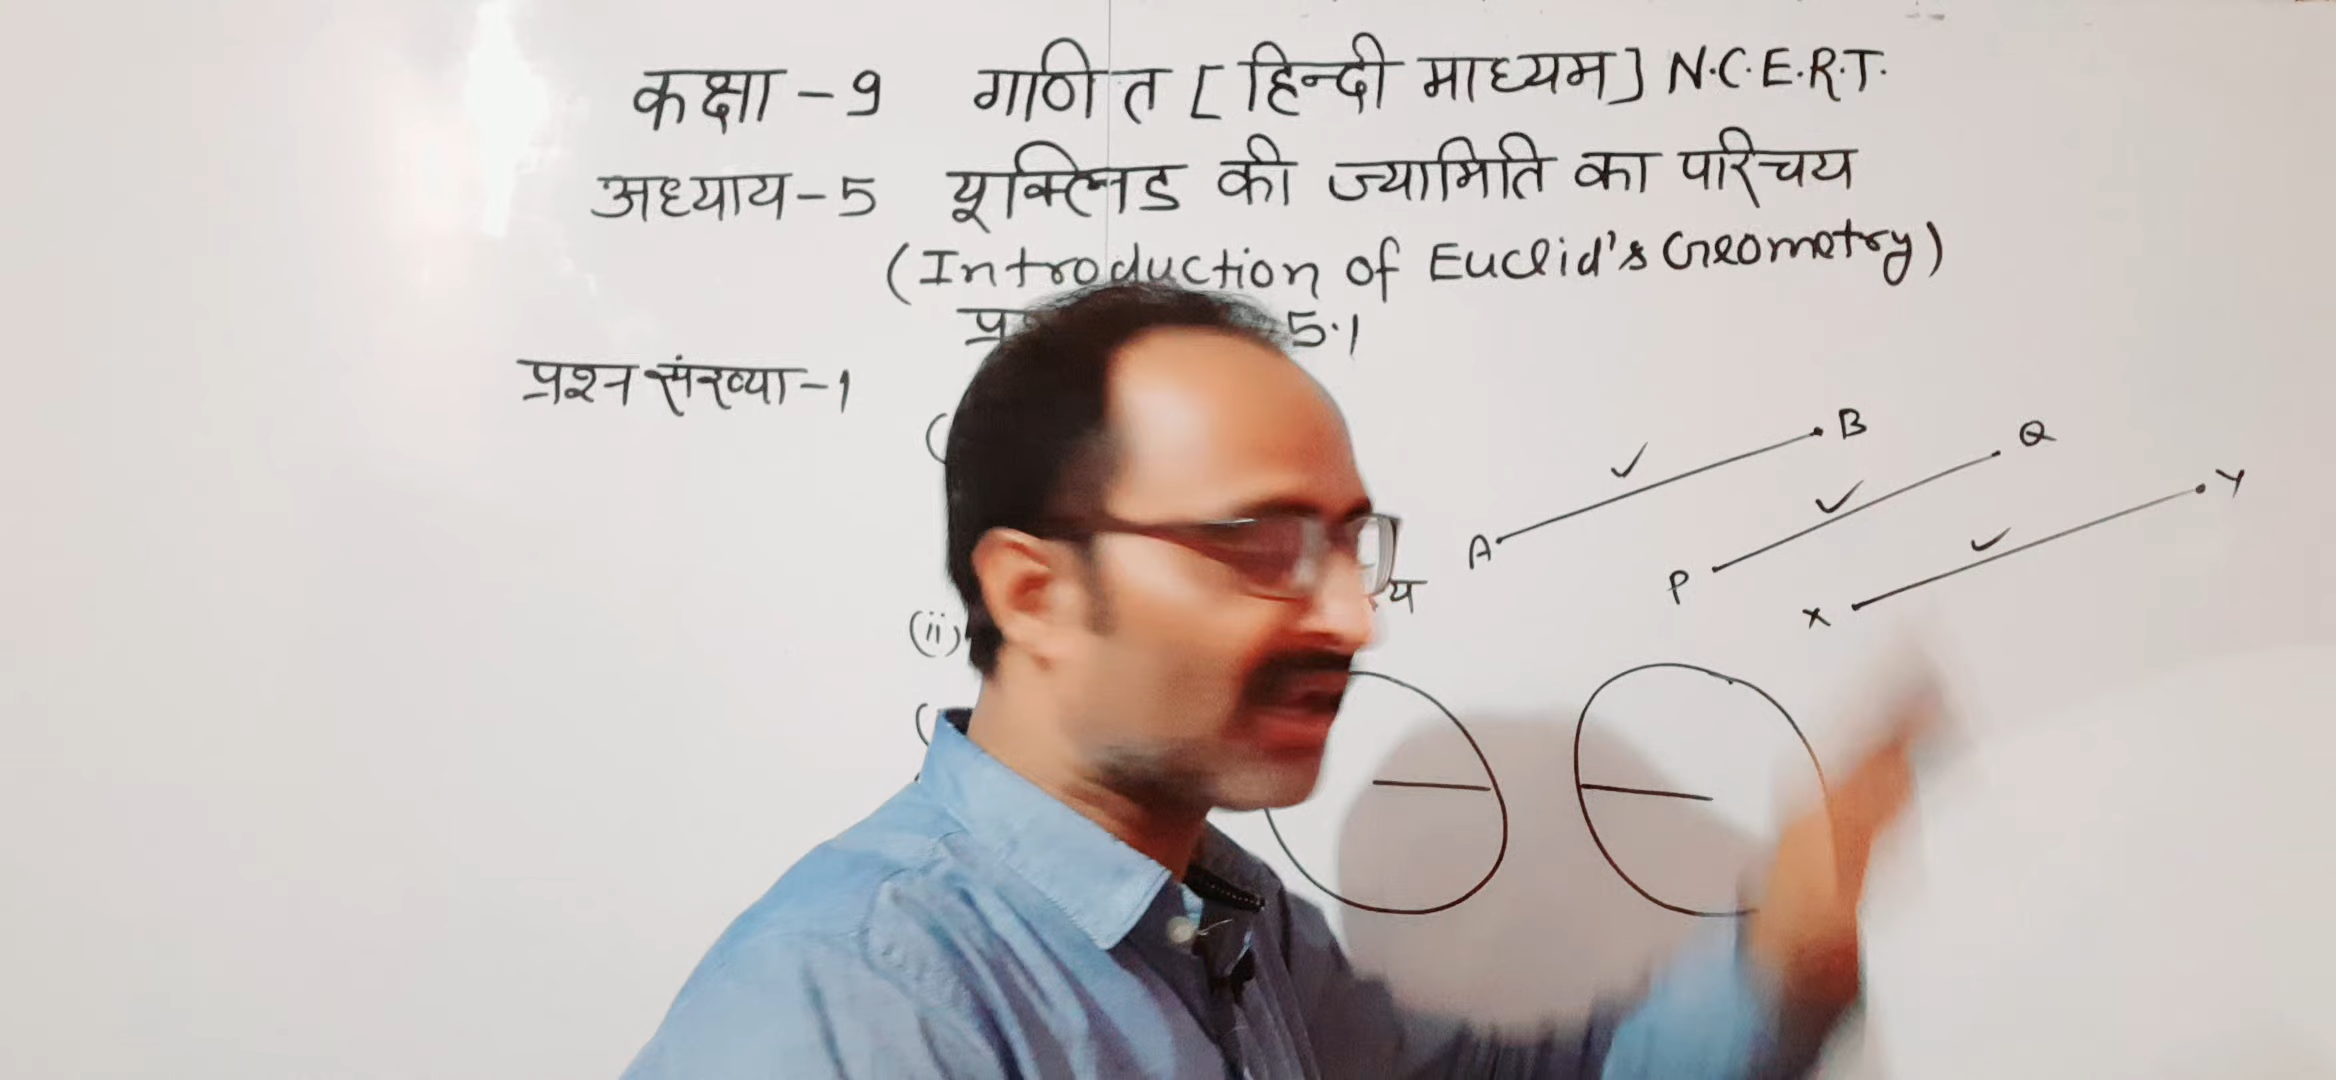 कक्षा - 9 गणित [ हिन्दी माध्यम ] N.C.E.R.T.
अध्याय - 5 यूक्लिड की ज्यामिति का परिचय
(Introduction of Euclid's Geometry)
5.1
प्रश्न संख्या - 1
B
Q
Y
A
P
X
(ii)